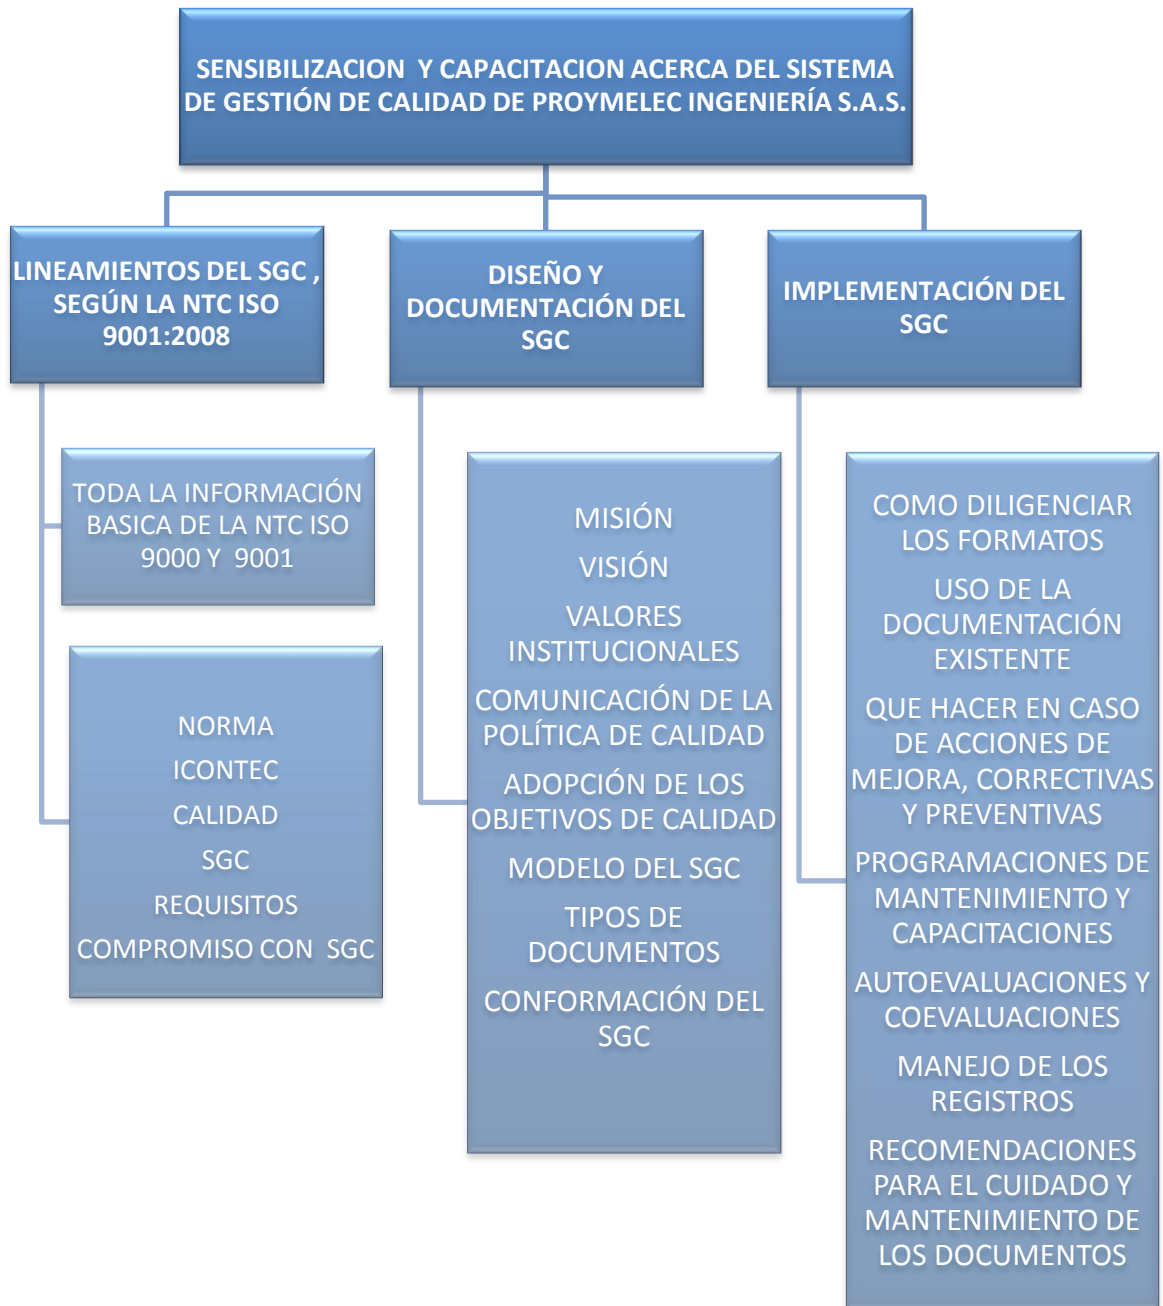 SENSIBILIZACION Y CAPACITACION ACERCA DEL SISTEMA
DE GESTIÓN DE CALIDAD DE PROYMELEC INGENIERÍA S.A.S.
LINEAMIENTOS DEL SGC ,
SEGÚN LA NTC ISO
9001:2008
TODA LA INFORMACIÓN
BASICA DE LA NTC ISO
9000 Y 9001
NORMA
ICONTEC
CALIDAD
SGC
REQUISITOS
COMPROMISO CON SGC
DISEÑO Y
DOCUMENTACIÓN DEL
SGC
MISIÓN
VISIÓN
VALORES
INSTITUCIONALES
COMUNICACIÓN DE LA
POLÍTICA DE CALIDAD
ADOPCIÓN DE LOS
OBJETIVOS DE CALIDAD
MODELO DEL SGC
TIPOS DE
DOCUMENTOS
CONFORMACIÓN DEL
SGC
IMPLEMENTACIÓN DEL
SGC
COMO DILIGENCIAR
LOS FORMATOS
USO DE LA
DOCUMENTACIÓN
EXISTENTE
QUE HACER EN CASO
DE ACCIONES DE
MEJORA, CORRECTIVAS
Y PREVENTIVAS
PROGRAMACIONES DE
MANTENIMIENTO Y
CAPACITACIONES
AUTOEVALUACIONES Y
COEVALUACIONES
MANEJO DE LOS
REGISTROS
RECOMENDACIONES
PARA EL CUIDADO Y
MANTENIMIENTO DE
LOS DOCUMENTOS